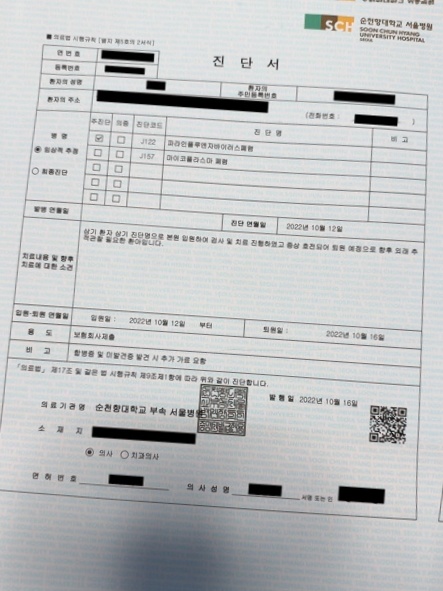 순천향대학교 서울병원
SCH SOON CHUN HYANG
UNIVERSITY HOSPITAL
SEOUL
■ 의료법 시행규칙 [별지 제5호의 2서식]
진 단 서
연 번 호
등록번호
환자의 성명
환자의 주민등록번호
환자의 주소
(전화번호 : )
병 명
◉ 임상적 추정
○ 최종진단
주진단 의증 진단코드 진 단 명 비 고
J122 파라인플루엔자바이러스폐렴
J157 마이코플라스마 폐렴
발병 연월일
진단 연월일 2022년 10월 12일
치료내용 및 향후 치료에 대한 소견
상기 환자 상기 진단명으로 본원 입원하여 검사 및 치료 진행하였고 증상 호전되어 퇴원 예정으로 향후 외래 추
적관찰 필요한 환아입니다.
입원·퇴원 연월일 입원일 : 2022년 10월 12일 부터 퇴원일 : 2022년 10월 16일
용 도 보험회사제출
비 고 합병증 및 미발견증 발견 시 추가 가료 요함
「의료법」 제17조 및 같은 법 시행규칙 제9조제1항에 따라 위와 같이 진단합니다.
발 행 일 2022년 10월 16일
의 료 기 관 명 순천향대학교 부속 서울병원
소 재 지
◉ 의사 ○ 치과의사
면 허 번 호
의 사 성 명
서명 또는 인